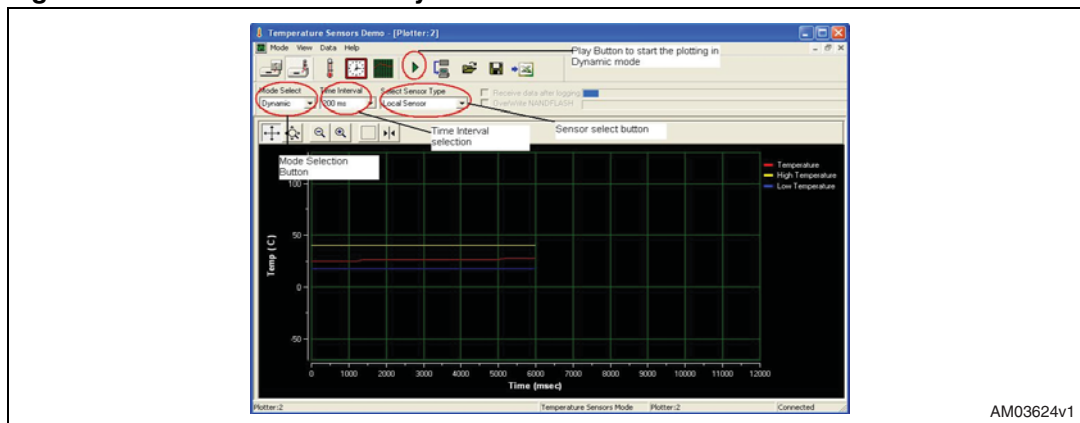 Temperature Sensors Demo - [Plotter:2]
Mode View Data Help
Play Button to start the plotting in
Dynamic mode
Mode Select Time Interval Select Sensor Type Receive data after logging
Dynamic 200 ms Local Sensor OverWrite NANDFLASH
Time Interval
selection
Sensor select button
Mode Selection
Button
Temperature
High Temperature
Low Temperature
100
50
0
-50
Temp (C)
0 1000 2000 3000 4000 5000 6000 7000 8000 9000 10000 11000 12000
Time (msec)
Plotter:2 Temperature Sensors Mode Plotter:2 Connected
AM03624v1